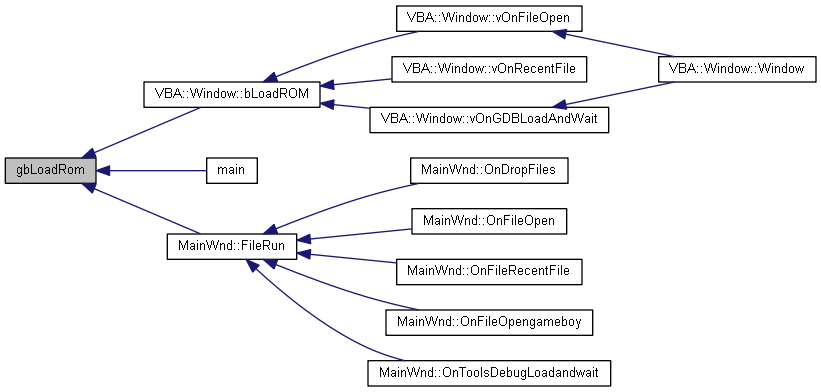 VBA::Window::vOnFileOpen
VBA::Window::vOnRecentFile
VBA::Window::Window
VBA::Window::bLoadROM
VBA::Window::vOnGDBLoadAndWait
gbLoadRom
main
MainWnd::OnDropFiles
MainWnd::OnFileOpen
MainWnd::FileRun
MainWnd::OnFileRecentFile
MainWnd::OnFileOpengameboy
MainWnd::OnToolsDebugLoadandwait